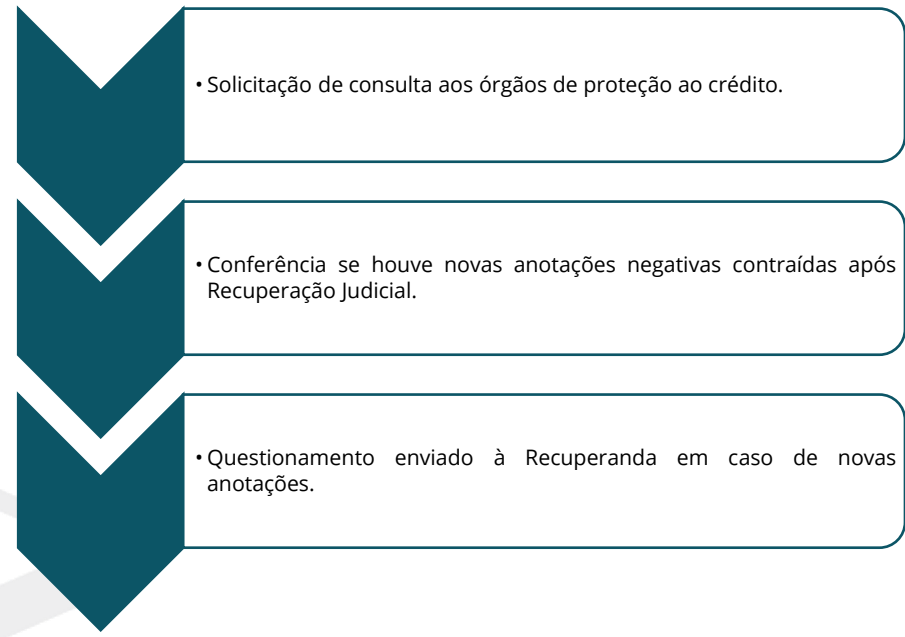 • Solicitação de consulta aos órgãos de proteção ao crédito.
• Conferência se houve novas anotações negativas contraídas após
Recuperação Judicial.
• Questionamento enviado à Recuperanda em caso de novas
anotações.